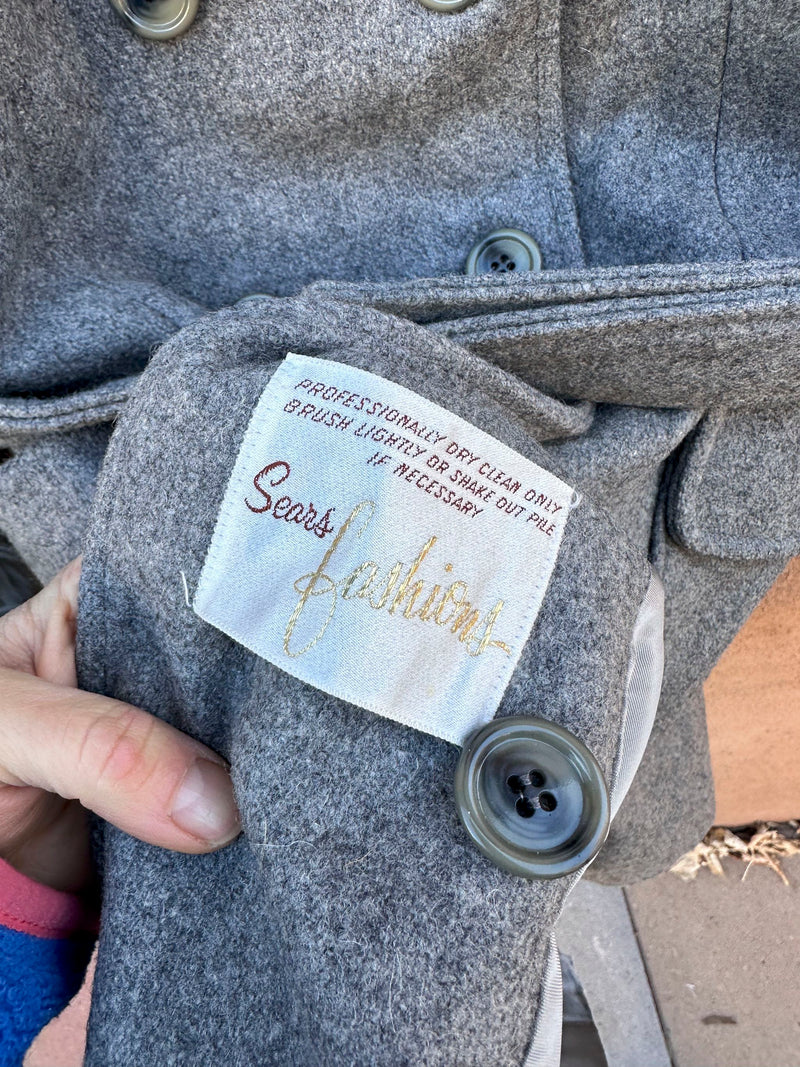 PROFESSIONALLY DRY CLEAN ONLY
BRUSH LIGHTLY OR SHAKE OUT PILE
IF NECESSARY
Sears
fashions